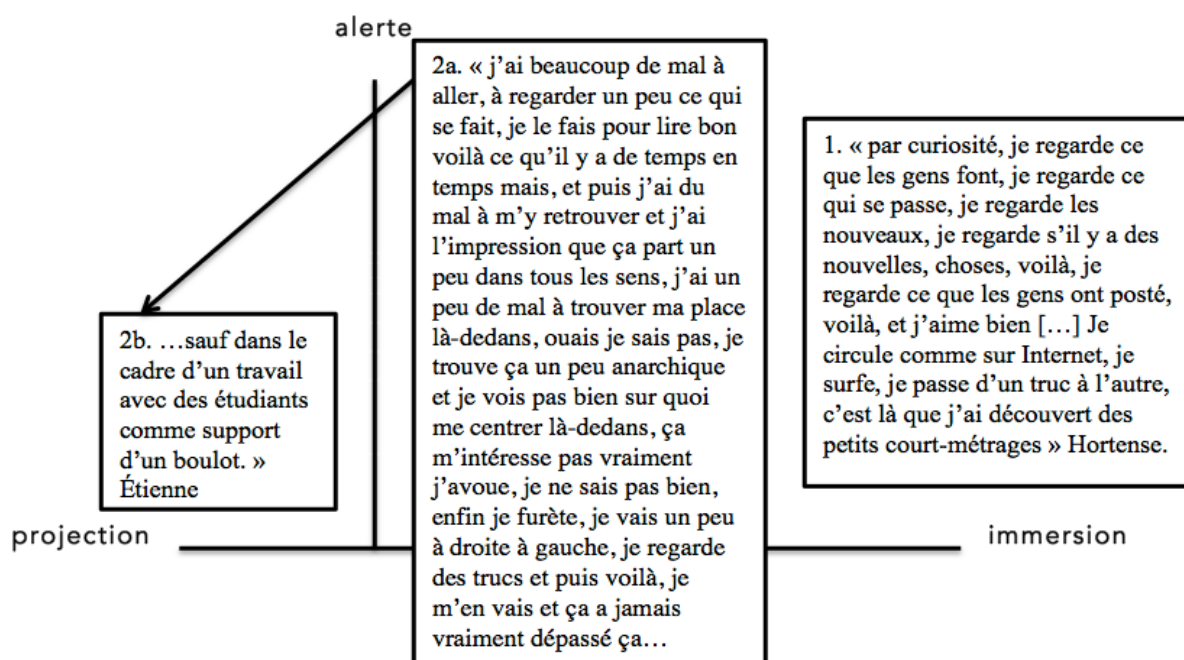 alerte
2a. « j’ai beaucoup de mal à
aller, à regarder un peu ce qui
se fait, je le fais pour lire bon
voilà ce qu’il y a de temps en
temps mais, et puis j’ai du
mal à m’y retrouver et j’ai
l’impression que ça part un
peu dans tous les sens, j’ai un
peu de mal à trouver ma place
là-dedans, ouais je sais pas, je
trouve ça un peu anarchique
et je vois pas bien sur quoi
me centrer là-dedans, ça
m’intéresse pas vraiment
j’avoue, je ne sais pas bien,
enfin je furète, je vais un peu
à droite à gauche, je regarde
des trucs et puis voilà, je
m’en vais et ça a jamais
vraiment dépassé ça…
1. « par curiosité, je regarde ce
que les gens font, je regarde ce
qui se passe, je regarde les
nouveaux, je regarde s’il y a des
nouvelles, choses, voilà, je
regarde ce que les gens ont posté,
voilà, et j’aime bien […] Je
circule comme sur Internet, je
surfe, je passe d’un truc à l’autre,
c’est là que j’ai découvert des
petits court-métrages » Hortense.
2b. …sauf dans le
cadre d’un travail
avec des étudiants
comme support
d’un boulot. »
Étienne
projection
immersion